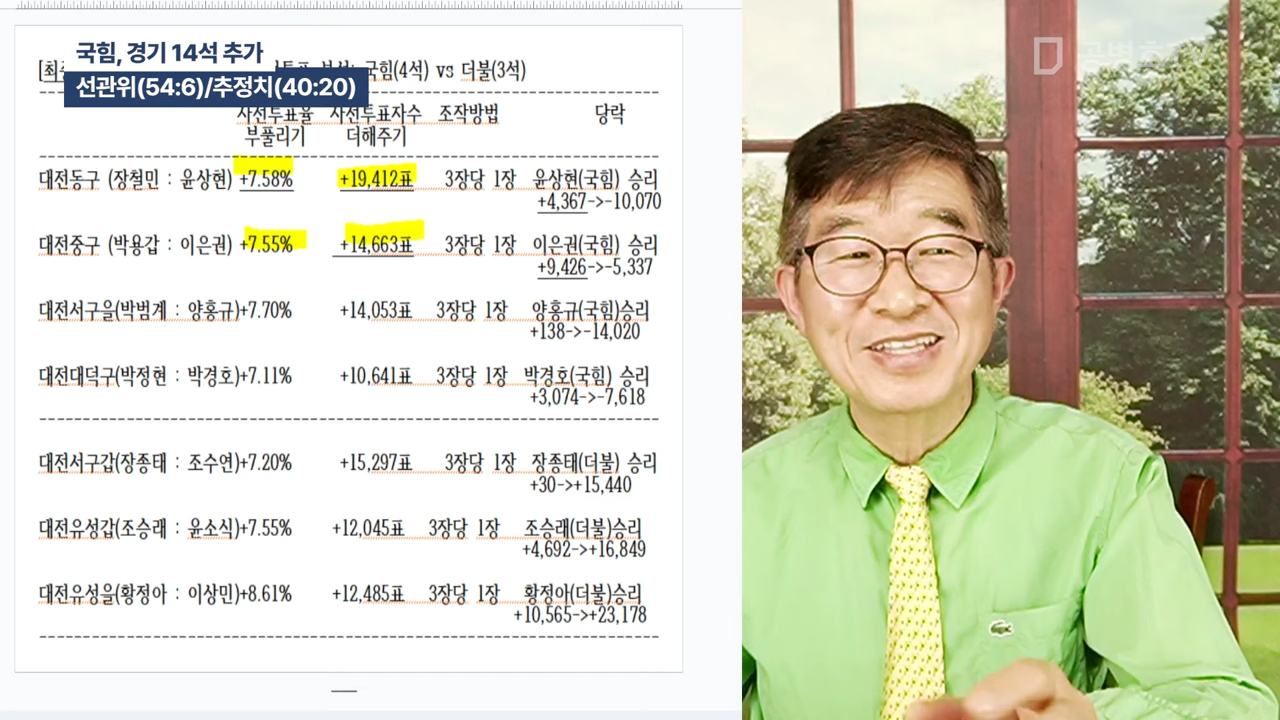 국힘, 경기 14석 추가
선관위(54:6)/추정치(40:20)
국힘(4석) vs 더불(3석)
사전투표율 사전투표자수 조작방법 당락
부풀리기 더해주기
대전동구 (장철민 : 윤상현) +7.58% +19,412표 3장당 1장 윤상현(국힘) 승리
+4,367->-10,070
대전중구 (박용갑 : 이은권) +7.55% +14,663표 3장당 1장 이은권(국힘) 승리
+9,426->-5,337
대전서구을(박범계 : 양홍규)+7.70% +14,053표 3장당 1장 양홍규(국힘)승리
+138->-14,020
대전대덕구(박정현 : 박경호)+7.11% +10,641표 3장당 1장 박경호(국힘) 승리
+3,074->-7,618
대전서구갑(장종태 : 조수연)+7.20% +15,297표 3장당 1장 장종태(더불) 승리
+30->+15,440
대전유성갑(조승래 : 윤소식)+7.55% +12,045표 3장당 1장 조승래(더불)승리
+4,692->+16,849
대전유성을(황정아 : 이상민)+8.61% +12,485표 3장당 1장 황정아(더불)승리
+10,565->+23,178
공병호TV